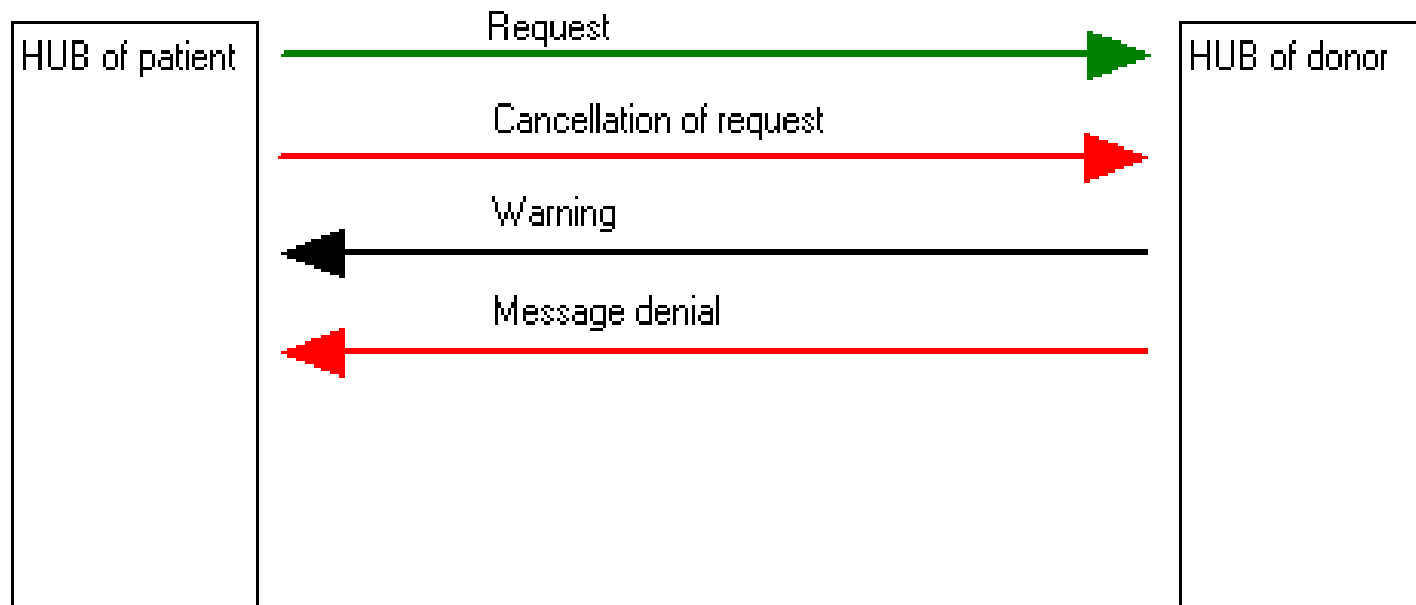 Request
HUB of patient
HUB of donor
Cancellation of request
Warning
Message denial